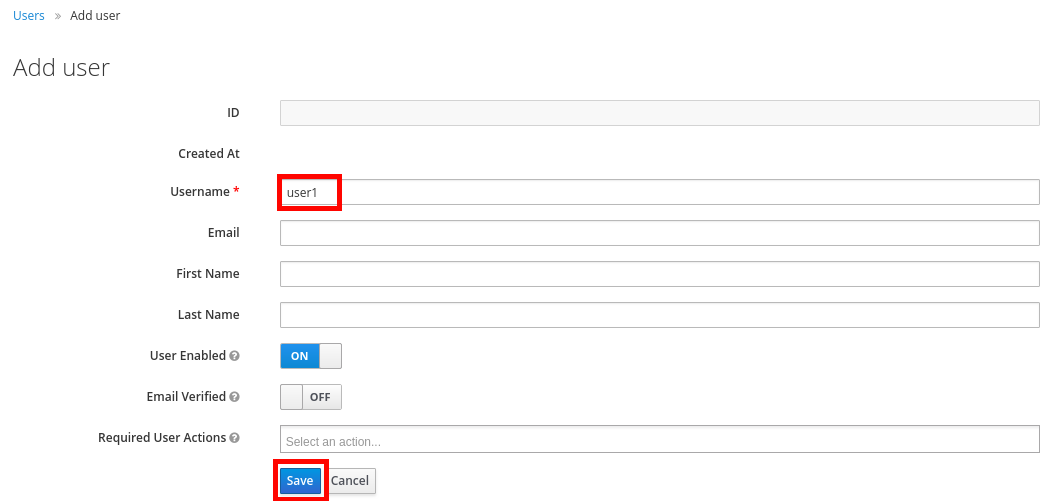 Users » Add user
Add user
ID
Created At
Username * user1
Email
First Name
Last Name
User Enabled ? ON
Email Verified ? OFF
Required User Actions ? Select an action...
Save Cancel